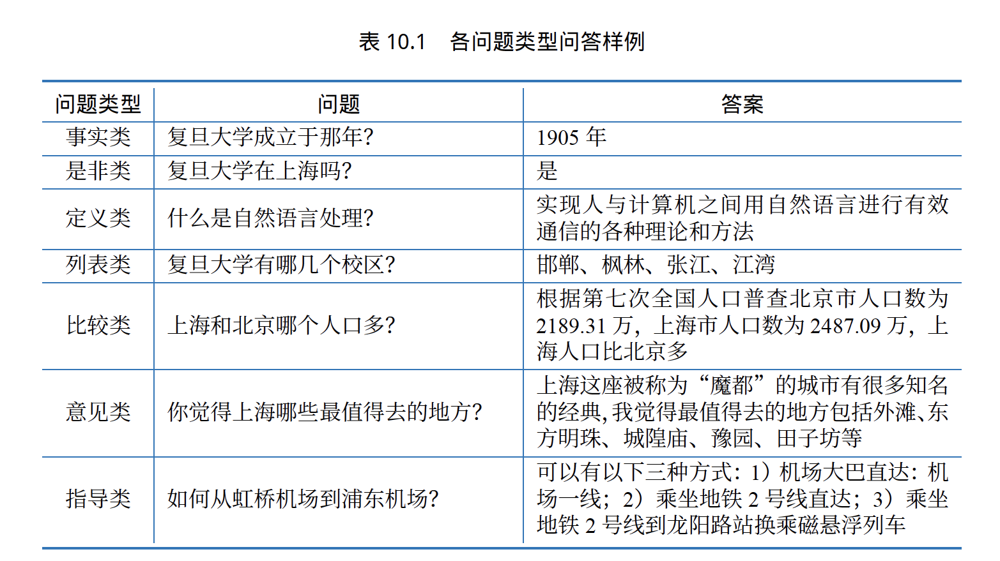 表 10.1 各问题类型问答样例
问题类型 问题 答案
事实类 复旦大学成立于那年？ 1905 年
是非类 复旦大学在上海吗？ 是
定义类 什么是自然语言处理？ 实现人与计算机之间用自然语言进行有效
通信的各种理论和方法
列表类 复旦大学有哪几个校区？ 邯郸、枫林、张江、江湾
比较类 上海和北京哪个人口多？ 根据第七次全国人口普查北京市人口数为
2189.31 万，上海市人口数为 2487.09 万，上
海人口比北京多
意见类 你觉得上海哪些最值得去的地方？ 上海这座被称为“魔都”的城市有很多知名
的经典，我觉得最值得去的地方包括外滩、东
方明珠、城隍庙、豫园、田子坊等
指导类 如何从虹桥机场到浦东机场？ 可以有以下三种方式：1）机场大巴直达：机
场一线；2）乘坐地铁 2 号线直达；3）乘坐
地铁 2 号线到龙阳路站换乘磁悬浮列车